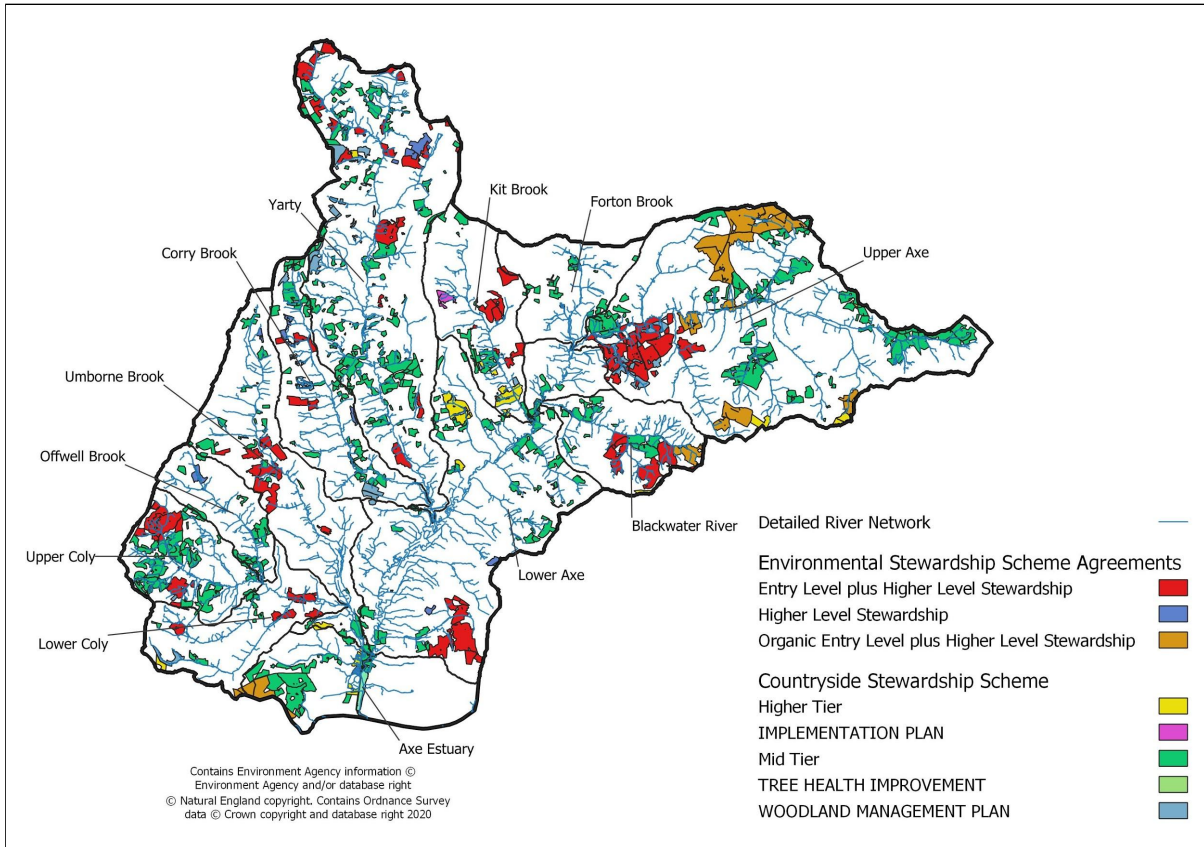 Kit Brook
Forton Brook
Yarty
Corry Brook
Upper Axe
Umborne Brook
Offwell Brook
Blackwater River
Upper Coly
Lower Axe
Lower Coly
Axe Estuary
Detailed River Network
Environmental Stewardship Scheme Agreements
Entry Level plus Higher Level Stewardship
Higher Level Stewardship
Organic Entry Level plus Higher Level Stewardship
Countryside Stewardship Scheme
Higher Tier
IMPLEMENTATION PLAN
Mid Tier
TREE HEALTH IMPROVEMENT
WOODLAND MANAGEMENT PLAN
Contains Environment Agency information ©
Environment Agency and/or database right
© Natural England copyright. Contains Ordnance Survey
data © Crown copyright and database right 2020